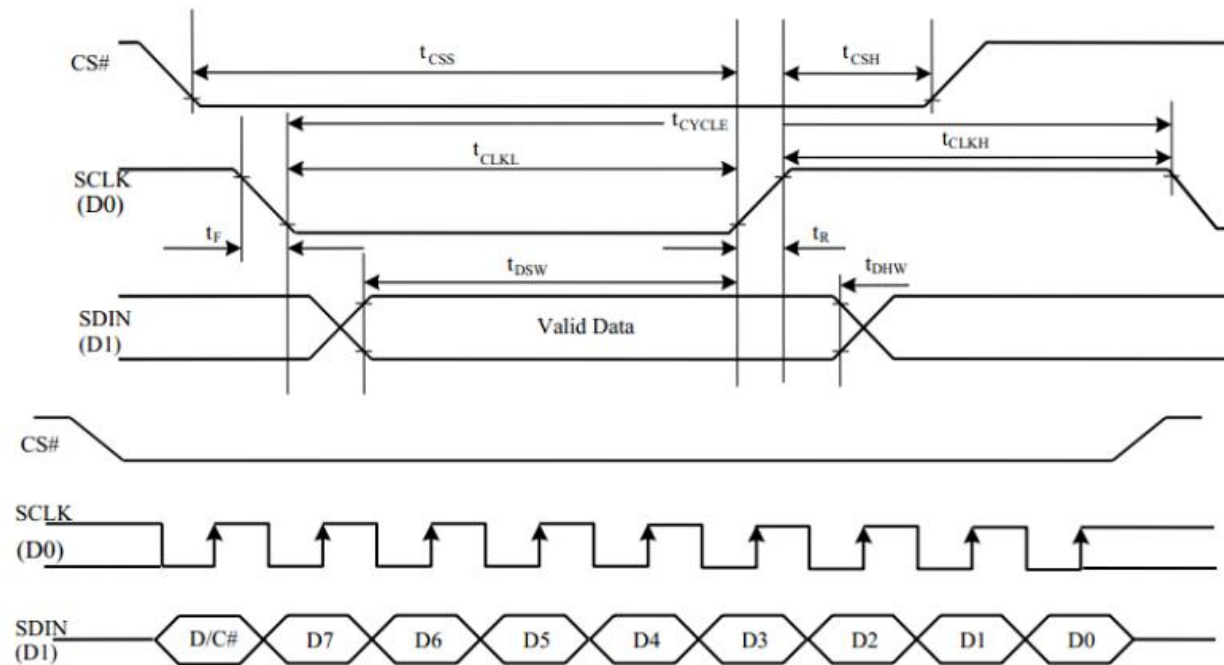 CS#
tCSS
tCSH
tCYCLE
tCLKL
tCLKH
SCLK
(D0)
tF
tR
tDSW
tDHW
SDIN
(D1)
Valid Data
CS#
SCLK
(D0)
SDIN
(D1)
D/C# D7 D6 D5 D4 D3 D2 D1 D0